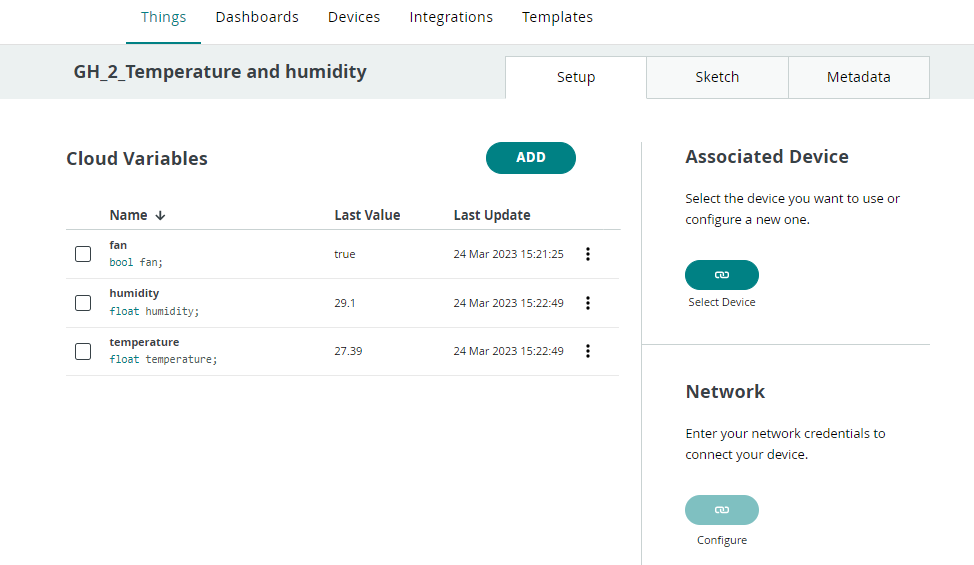 Things Dashboards Devices Integrations Templates
GH_2_Temperature and humidity
Setup Sketch Metadata
Cloud Variables
ADD
Name Last Value Last Update
fan
bool fan;
true
24 Mar 2023 15:21:25
humidity
float humidity;
29.1
24 Mar 2023 15:22:49
temperature
float temperature;
27.39
24 Mar 2023 15:22:49
Associated Device
Select the device you want to use or
configure a new one.
Select Device
Network
Enter your network credentials to
connect your device.
Configure